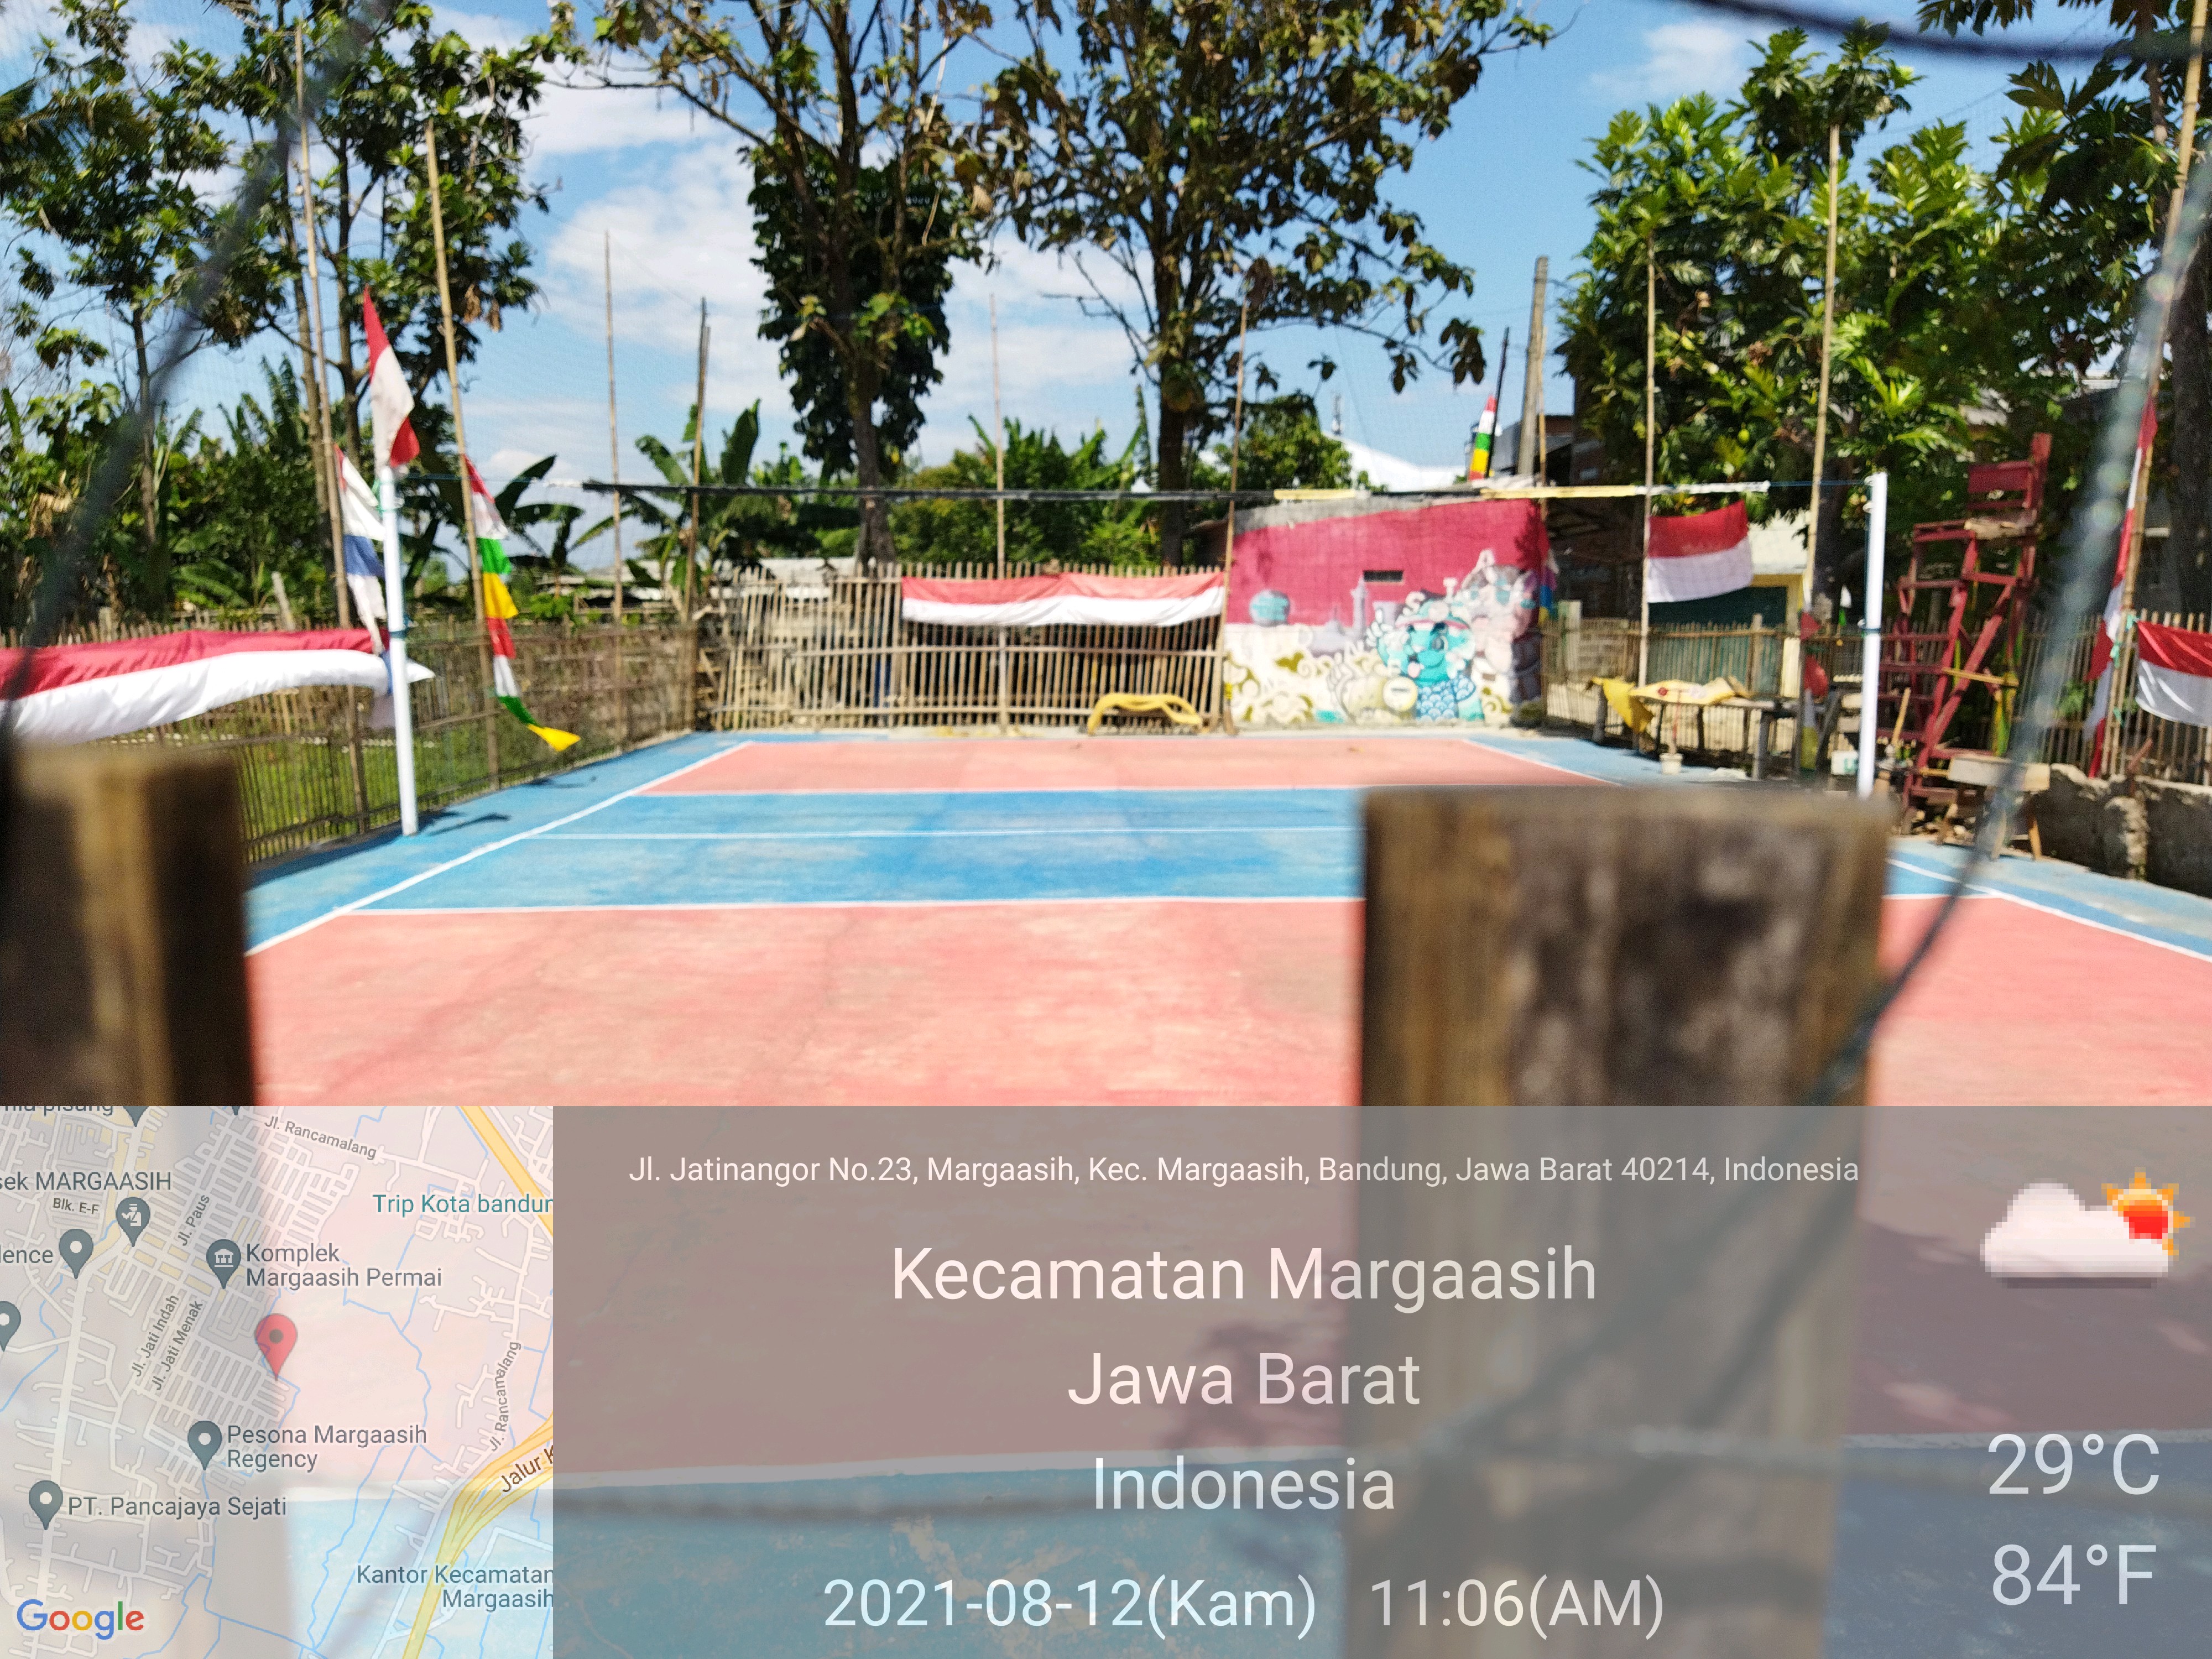 Jl. Rancamalang
MARGAASIH
Blk. E-F
Jl. Paus
Trip Kota bandun
Komplek
Margaasih Permai
Jl. Jati Indah
Jl. Jati Menak
Jl. Rancamalang
Pesona Margaasih
Regency
Jalur K
PT. Pancajaya Sejati
Kantor Kecamatan
Margaasih
Google
Jl. Jatinangor No.23, Margaasih, Kec. Margaasih, Bandung, Jawa Barat 40214, Indonesia
Kecamatan Margaasih
Jawa Barat
Indonesia
2021-08-12(Kam) 11:06(AM)
29°C
84°F